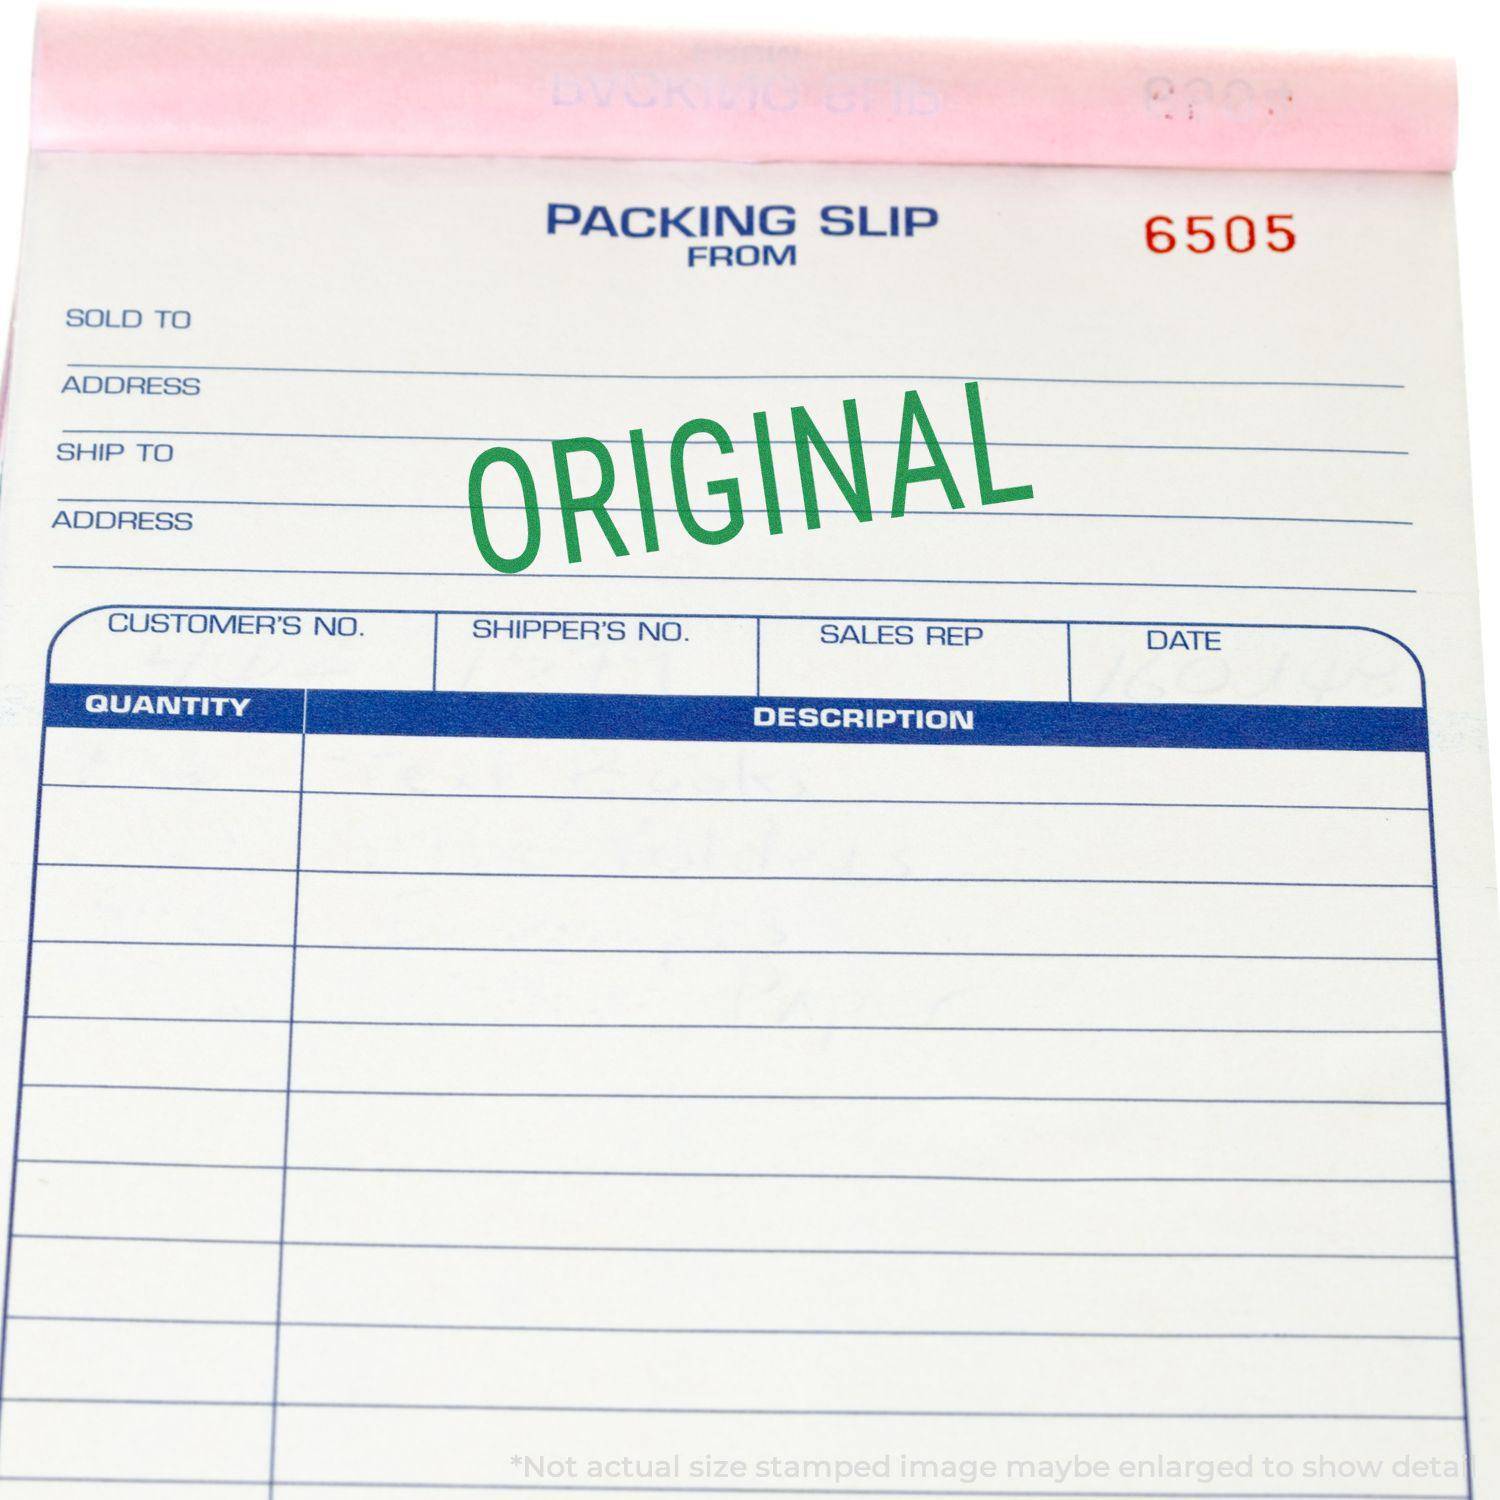 PACKING SLIP
FROM
6505
SOLD TO
ADDRESS
SHIP TO
ADDRESS
ORIGINAL
CUSTOMER'S NO. SHIPPER'S NO. SALES REP DATE
QUANTITY DESCRIPTION
*Not actual size stamped image maybe enlarged to show detail